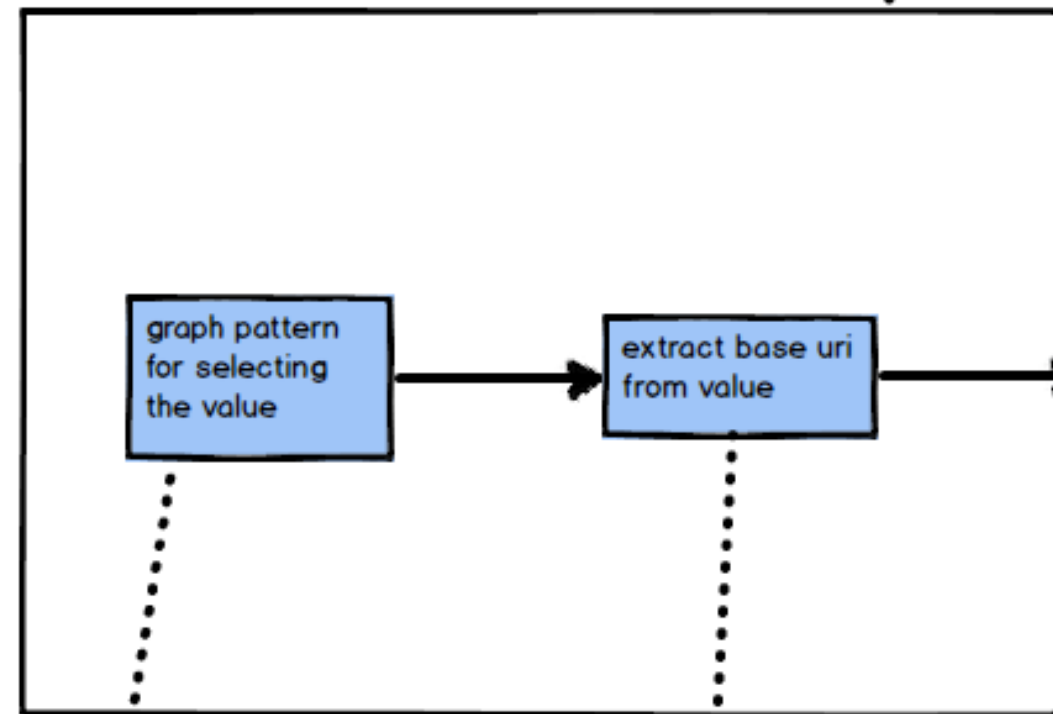 graph pattern
for selecting
the value
extract base uri
from value